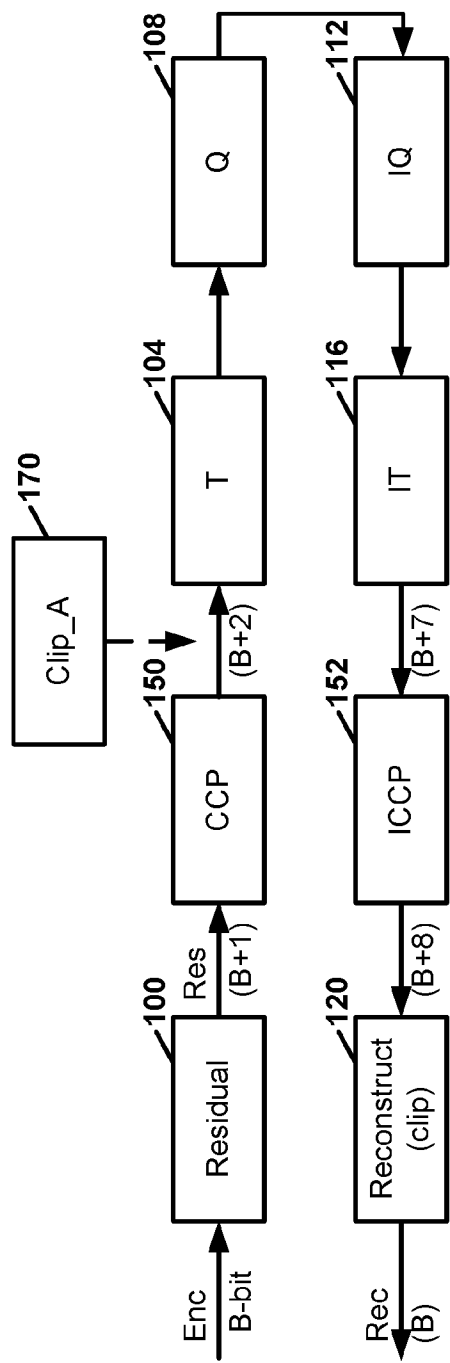 170
Clip_A
Enc
B-bit
100
Residual
Res
(B+1)
150
CCP
(B+2)
104
T
108
Q
112
IQ
116
IT
(B+7)
152
ICCP
(B+8)
120
Reconstruct
(clip)
Rec
(B)